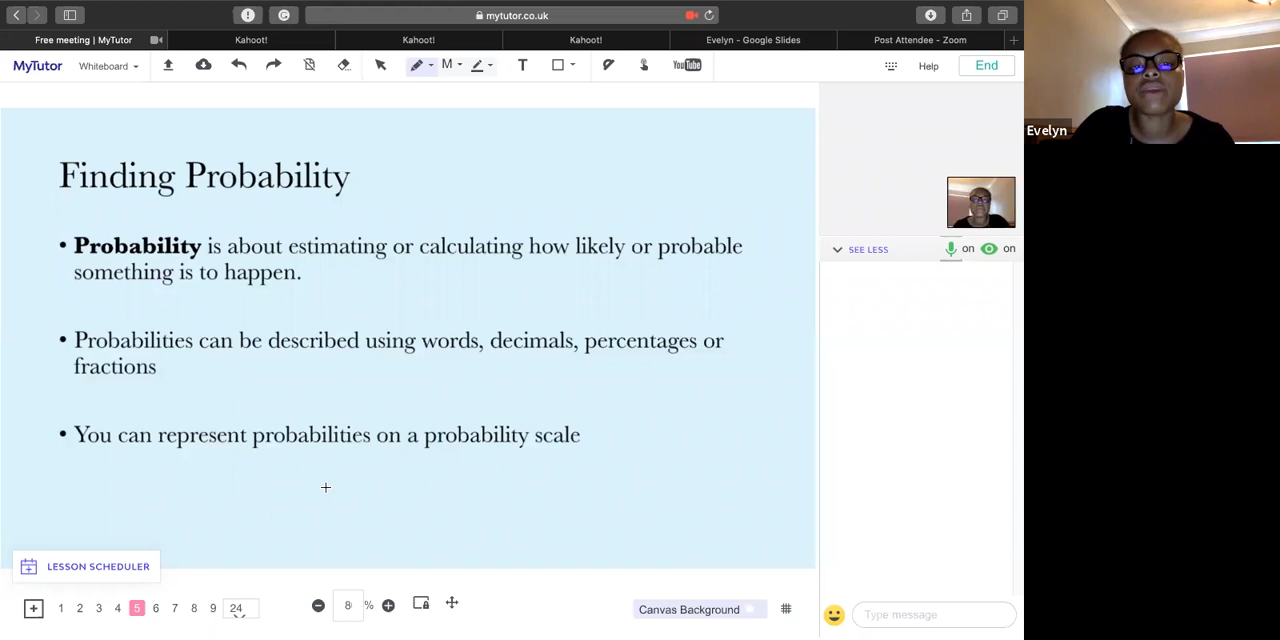 mytutor.co.uk
Free meeting | MyTutor
Kahoot!
Kahoot!
Kahoot!
Evelyn - Google Slides
Post Attendee - Zoom
MyTutor
Whiteboard
M
T
YouTube
Help
End
Evelyn
Finding Probability
• Probability is about estimating or calculating how likely or probable
something is to happen.
• Probabilities can be described using words, decimals, percentages or
fractions
• You can represent probabilities on a probability scale
SEE LESS
on
on
LESSON SCHEDULER
1 2 3 4 5 6 7 8 9 24
8 %
Canvas Background
Type message